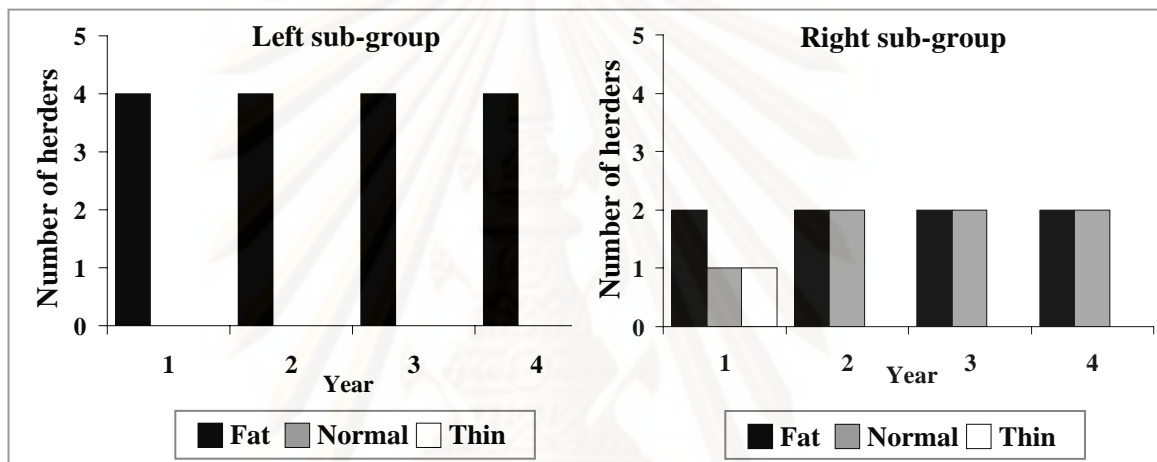 Left sub-group
Number of herders
5
4
3
2
1
0
1 2 3 4
Year
Fat Normal Thin
Right sub-group
Number of herders
5
4
3
2
1
0
1 2 3 4
Year
Fat Normal Thin